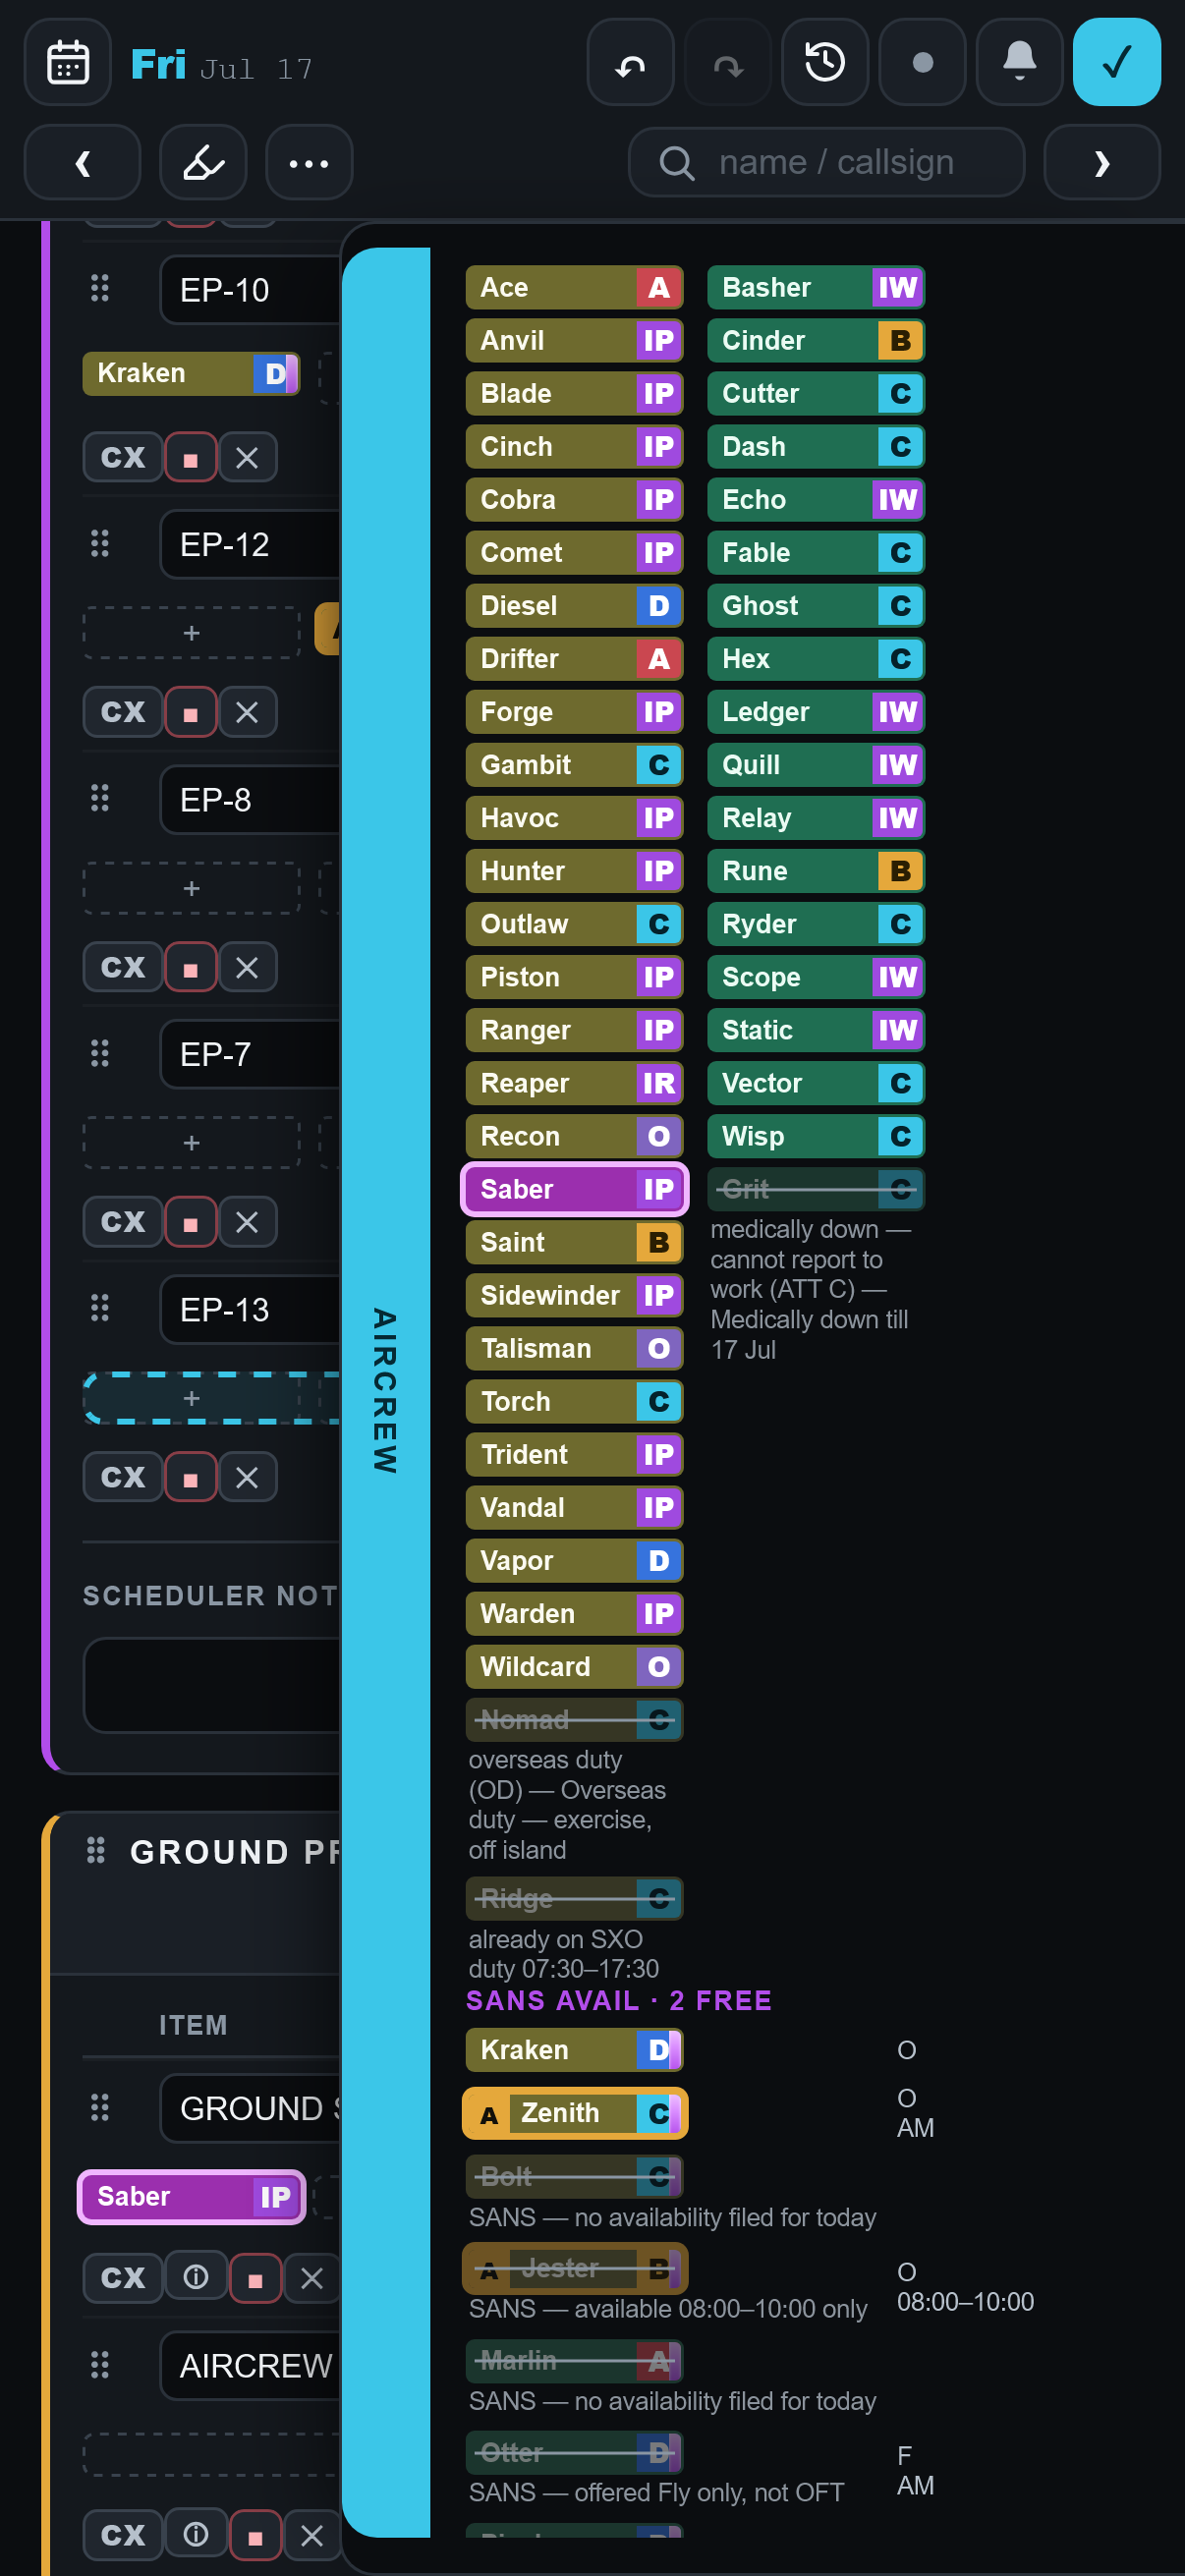 Fri Jul 17
name / callsign
EP-10
Kraken D
CX
EP-12
+
CX
EP-8
+
CX
EP-7
+
CX
EP-13
+
CX
SCHEDULER NOT
GROUND PR
ITEM
GROUND S
Saber IP
CX
AIRCREW
CX
AIRCREW
Ace A
Anvil IP
Blade IP
Cinch IP
Cobra IP
Comet IP
Diesel D
Drifter A
Forge IP
Gambit C
Havoc IP
Hunter IP
Outlaw C
Piston IP
Ranger IP
Reaper IR
Recon O
Saber IP
Saint B
Sidewinder IP
Talisman O
Torch C
Trident IP
Vandal IP
Vapor D
Warden IP
Wildcard O
Nomad C
overseas duty
(OD) — Overseas
duty — exercise,
off island
Ridge C
already on SXO
duty 07:30–17:30
Basher IW
Cinder B
Cutter C
Dash C
Echo IW
Fable C
Ghost C
Hex C
Ledger IW
Quill IW
Relay IW
Rune B
Ryder C
Scope IW
Static IW
Vector C
Wisp C
Grit C
medically down —
cannot report to
work (ATT C) —
Medically down till
17 Jul
SANS AVAIL · 2 FREE
Kraken D O
A Zenith C O
AM
Bolt C
SANS — no availability filed for today
A Jester B O
08:00–10:00
SANS — available 08:00–10:00 only
Marlin A
SANS — no availability filed for today
Otter D F
AM
SANS — offered Fly only, not OFT